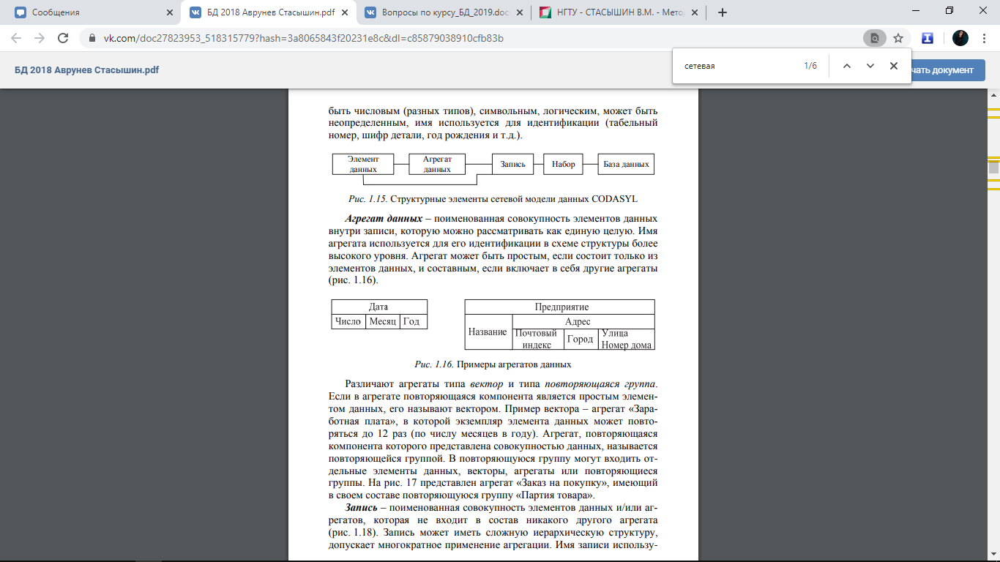 Сообщения
БД 2018 Аврунев Стасышин.pdf
Вопросы по курсу_БД_2019.doc
НГТУ - СТАСЫШИН В.М. - Мето
vk.com/doc27823953_518315779?hash=3a8065843f20231e8c&dl=c85879038910cfb83b
БД 2018 Аврунев Стасышин.pdf
сетевая
1/6
чать документ
быть числовым (разных типов), символьным, логическим, может быть
неопределенным, имя используется для идентификации (табельный
номер, шифр детали, год рождения и т.д.).
Элемент
данных
Агрегат
данных
Запись
Набор
База данных
Рис. 1.15. Структурные элементы сетевой модели данных CODASYL
Агрегат данных – поименованная совокупность элементов данных
внутри записи, которую можно рассматривать как единую целую. Имя
агрегата используется для его идентификации в схеме структуры более
высокого уровня. Агрегат может быть простым, если состоит только из
элементов данных, и составным, если включает в себя другие агрегаты
(рис. 1.16).
Дата
Число Месяц Год
Предприятие
Название
Адрес
Почтовый
индекс
Город
Улица
Номер дома
Рис. 1.16. Примеры агрегатов данных
Различают агрегаты типа вектор и типа повторяющаяся группа.
Если в агрегате повторяющаяся компонента является простым элемен-
том данных, его называют вектором. Пример вектора – агрегат «Зара-
ботная плата», в которой экземпляр элемента данных может повто-
ряться до 12 раз (по числу месяцев в году). Агрегат, повторяющаяся
компонента которого представлена совокупностью данных, называется
повторяющейся группой. В повторяющуюся группу могут входить от-
дельные элементы данных, векторы, агрегаты или повторяющиеся
группы. На рис. 17 представлен агрегат «Заказ на покупку», имеющий
в своем составе повторяющуюся группу «Партия товара».
Запись – поименованная совокупность элементов данных и/или аг-
регатов, которая не входит в состав никакого другого агрегата
(рис. 1.18). Запись может иметь сложную иерархическую структуру,
допускает многократное применение агрегации. Имя записи использу-